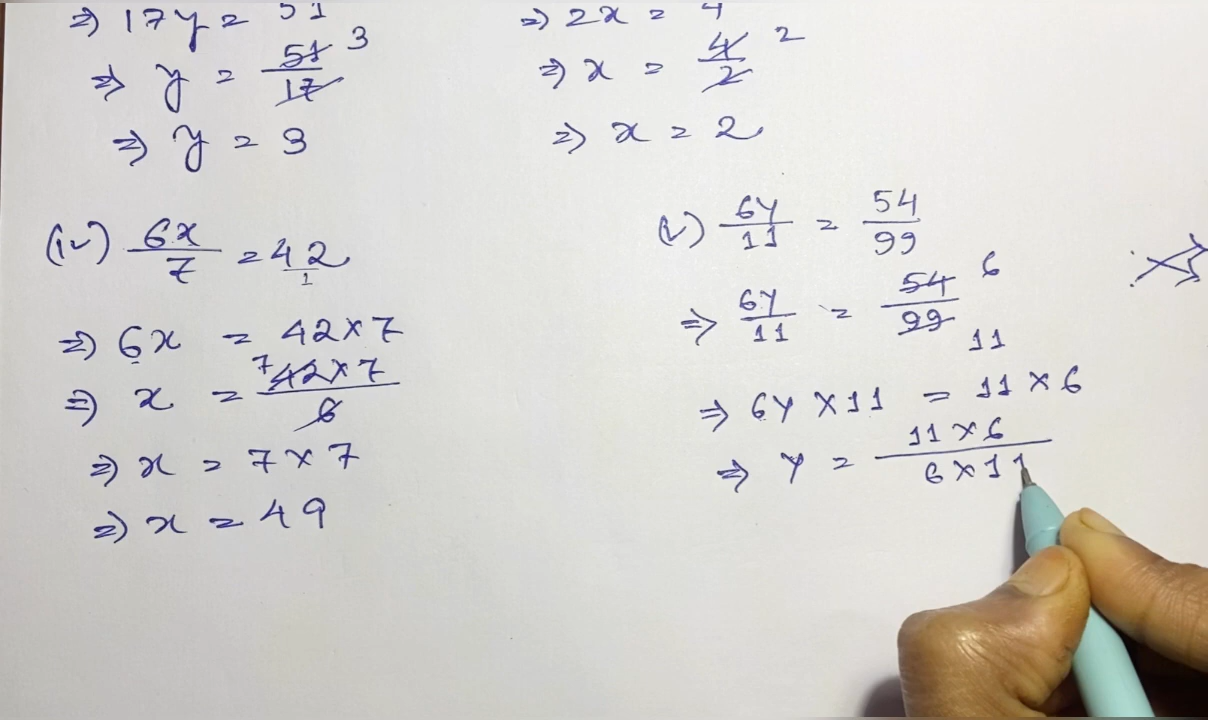 ⇒ 17y = 51 3
⇒ y = 51/17 3
⇒ y = 3
⇒ 2x = 4
⇒ x = 4/2 2
⇒ x = 2
(iv) 6x/7 = 42/1
⇒ 6x = 42×7
⇒ x = 7 42×7/6
⇒ x = 7×7
⇒ x = 49
(v) 6y/11 = 54/99
⇒ 6y/11 = 54/99 6 11
⇒ 6y×11 = 11×6
⇒ y = 11×6/6×11